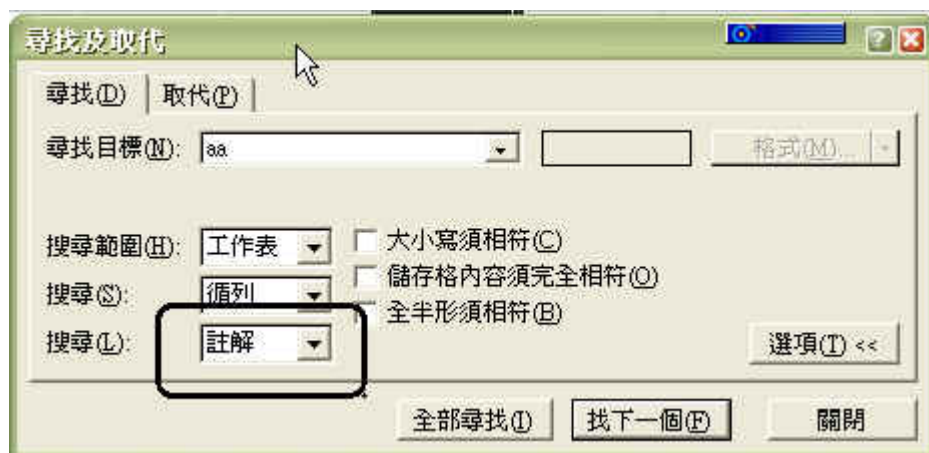 尋找及取代
尋找(D) 取代(P)
尋找目標(N): aa 格式(M)...
搜尋範圍(H): 工作表 大小寫須相符(C)
儲存格內容須完全相符(O)
搜尋(S): 循列
全半形須相符(B)
搜尋(L): 註解
選項(T) <<
全部尋找(I) 找下一個(F) 關閉